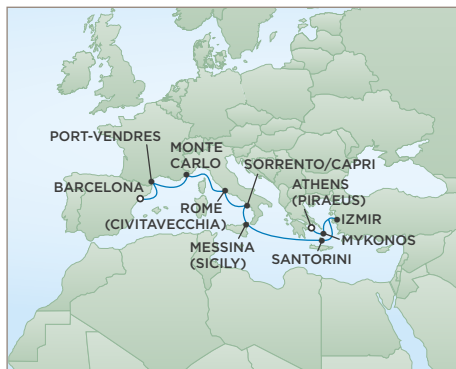 PORT-VENDRES
MONTE
CARLO
BARCELONA
ROME
(CIVITAVECCHIA)
SORRENTO/CAPRI
MESSINA
(SICILY)
ATHENS
(PIRAEUS)
IZMIR
MYKONOS
SANTORINI